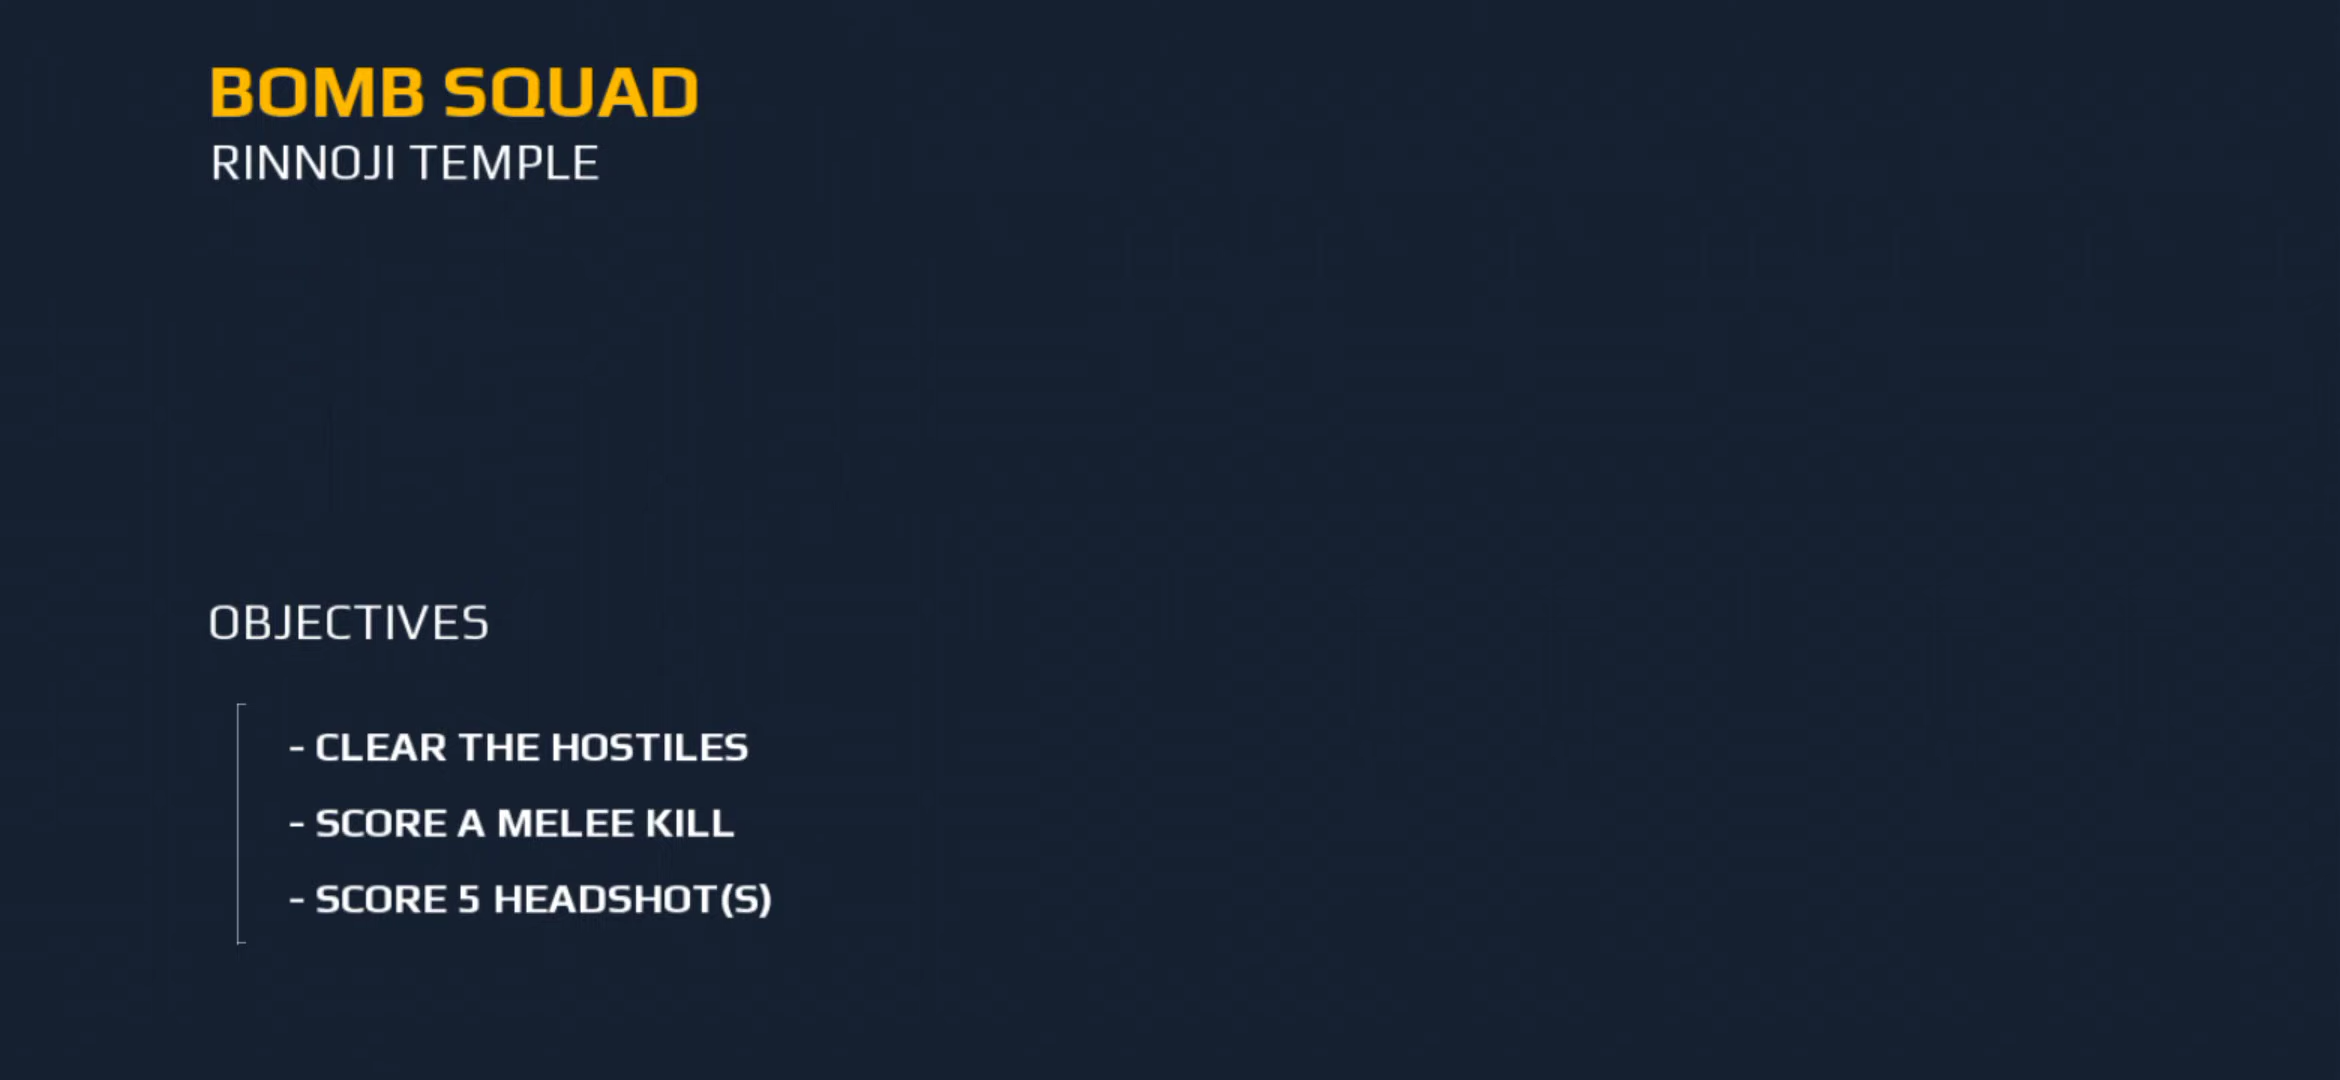 BOMB SQUAD
RINNOJI TEMPLE
OBJECTIVES
- CLEAR THE HOSTILES
- SCORE A MELEE KILL
- SCORE 5 HEADSHOT(S)